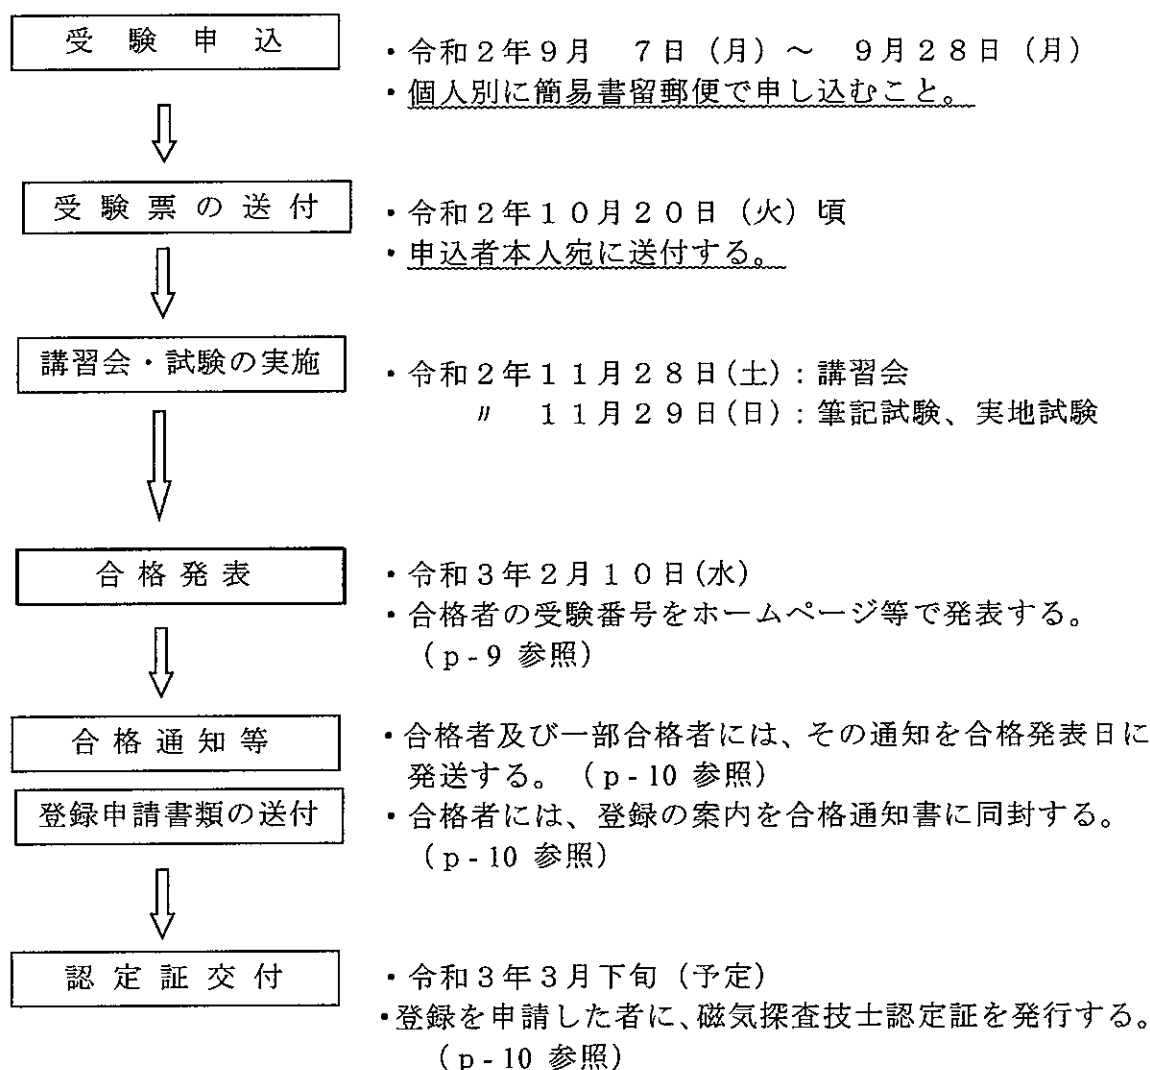 受験申込
・令和2年9月 7日(月)～ 9月28日(月)
・個人別に簡易書留郵便で申し込むこと。
受験票の送付
・令和2年10月20日(火)頃
・申込者本人宛に送付する。
講習会・試験の実施
・令和2年11月28日(土):講習会
〃 11月29日(日):筆記試験、実地試験
合格発表
・令和3年2月10日(水)
・合格者の受験番号をホームページ等で発表する。
(p-9 参照)
合格通知等
・合格者及び一部合格者には、その通知を合格発表日に
発送する。(p-10 参照)
登録申請書類の送付
・合格者には、登録の案内を合格通知書に同封する。
(p-10 参照)
認定証交付
・令和3年3月下旬(予定)
・登録を申請した者に、磁気探査技士認定証を発行する。
(p-10 参照)